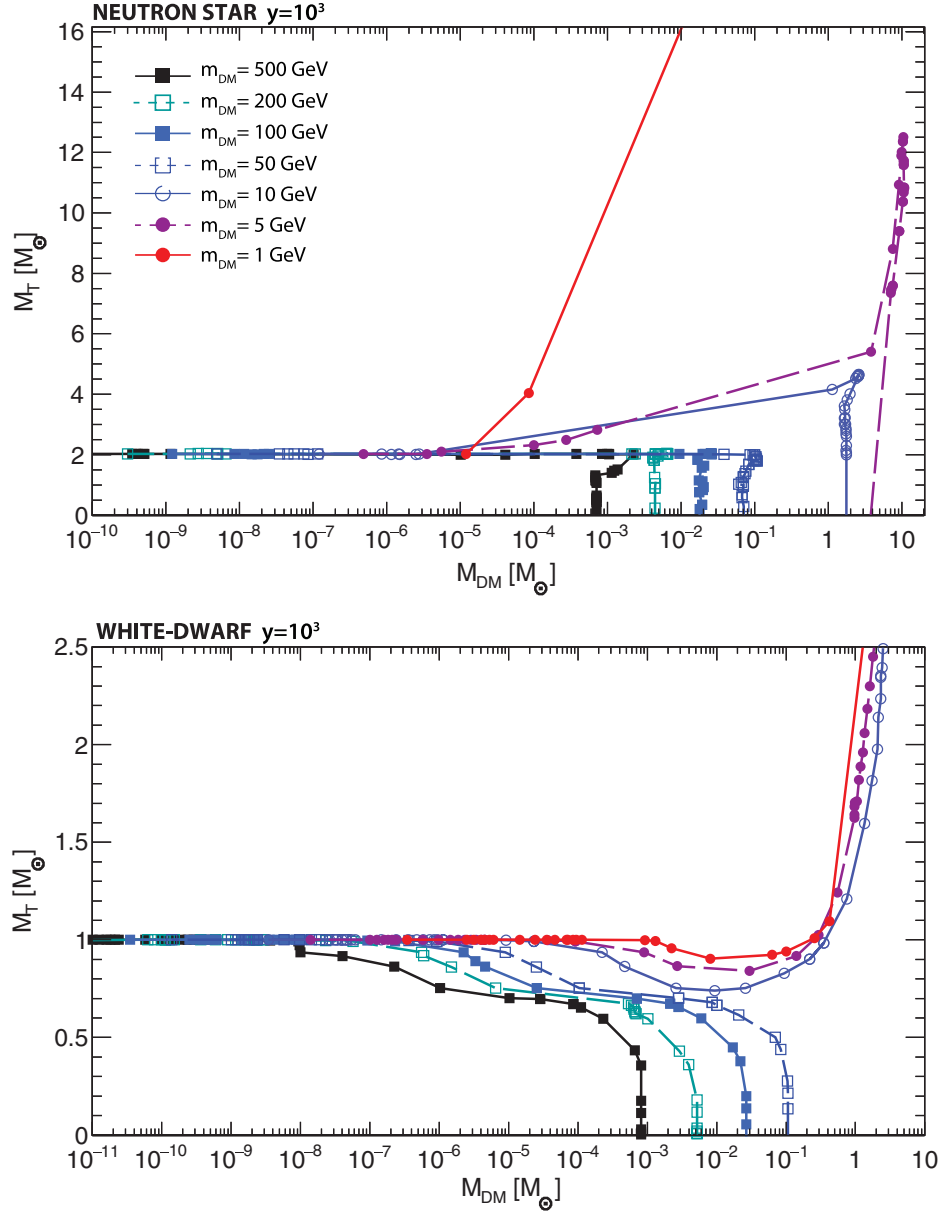 NEUTRON STAR y=10³
16
14
12
10
8
6
4
2
0
M_T [M_⊙]
m_DM= 500 GeV
m_DM= 200 GeV
m_DM= 100 GeV
m_DM= 50 GeV
m_DM= 10 GeV
m_DM= 5 GeV
m_DM= 1 GeV
10⁻¹⁰ 10⁻⁹ 10⁻⁸ 10⁻⁷ 10⁻⁶ 10⁻⁵ 10⁻⁴ 10⁻³ 10⁻² 10⁻¹ 1 10
M_DM [M_⊙]
WHITE-DWARF y=10³
2.5
2
1.5
1
0.5
0
M_T [M_⊙]
10⁻¹¹ 10⁻¹⁰ 10⁻⁹ 10⁻⁸ 10⁻⁷ 10⁻⁶ 10⁻⁵ 10⁻⁴ 10⁻³ 10⁻² 10⁻¹ 1 10
M_DM [M_⊙]